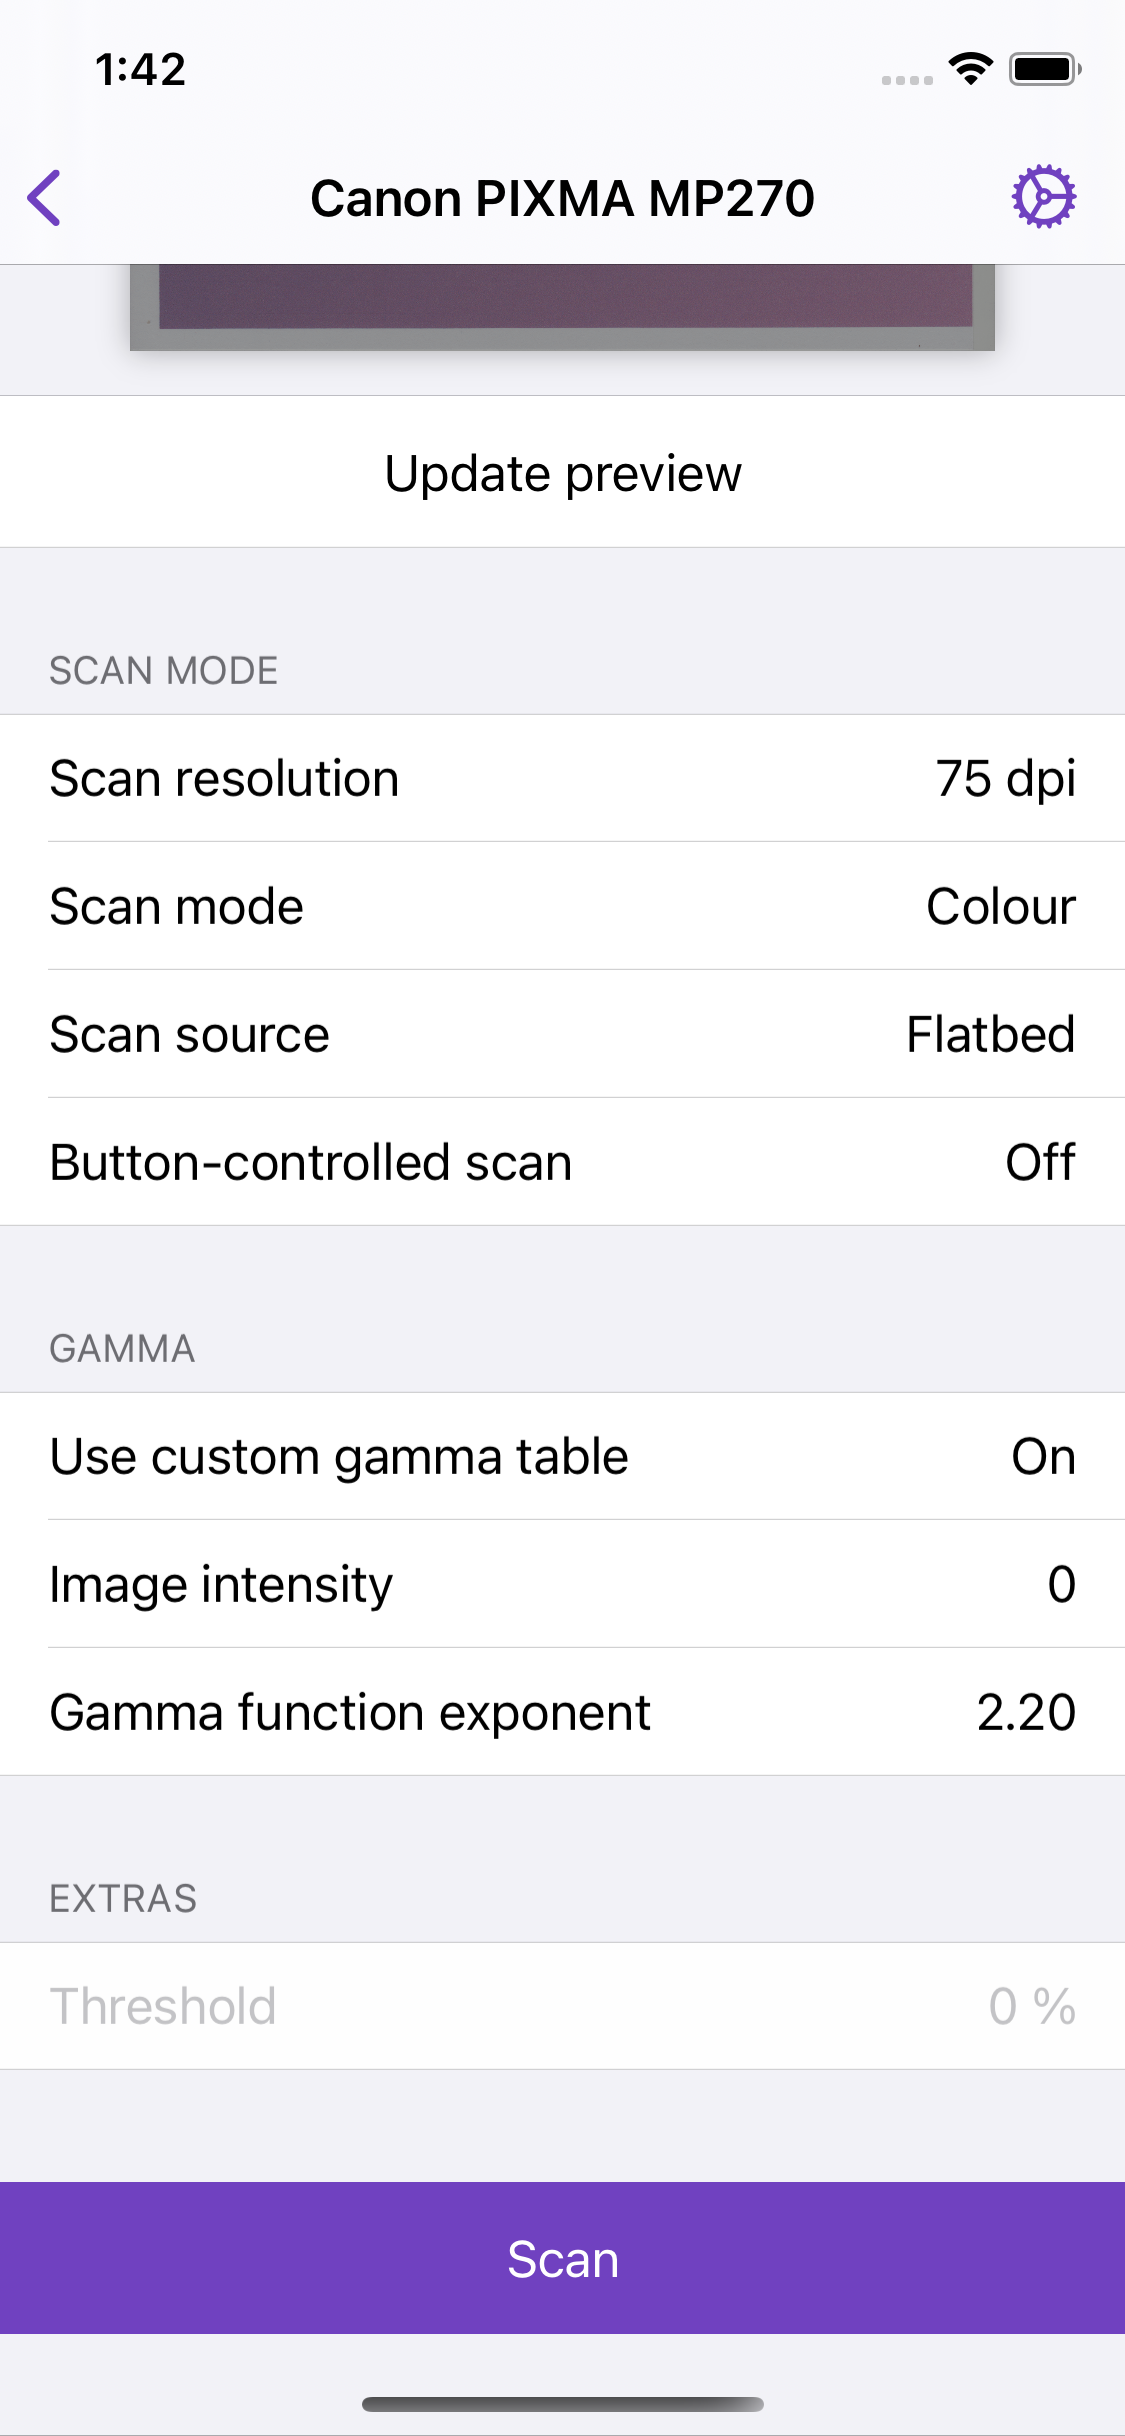 1:42
Canon PIXMA MP270
Update preview
SCAN MODE
Scan resolution 75 dpi
Scan mode Colour
Scan source Flatbed
Button-controlled scan Off
GAMMA
Use custom gamma table On
Image intensity 0
Gamma function exponent 2.20
EXTRAS
Threshold 0 %
Scan